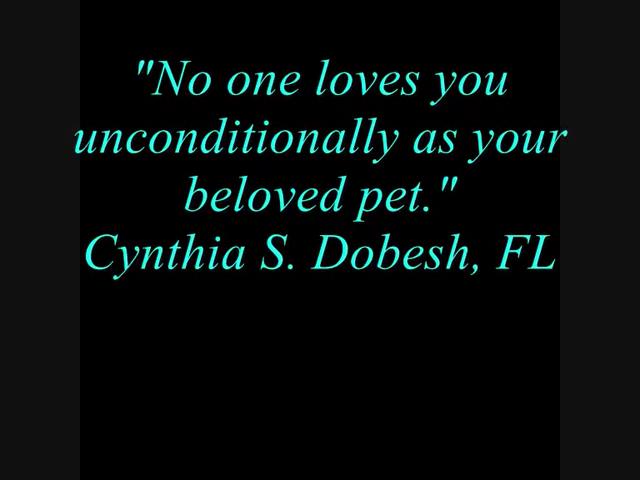 "No one loves you
unconditionally as your
beloved pet."
Cynthia S. Dobesh, FL